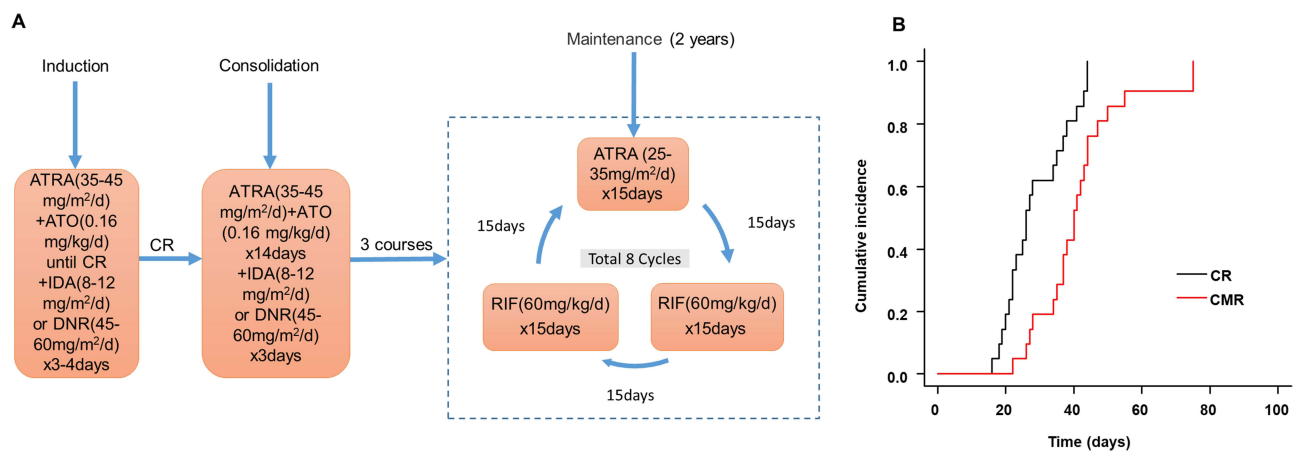 A
Induction
Consolidation
Maintenance (2 years)
ATRA(35-45
mg/m²/d)
+ATO(0.16
mg/kg/d)
until CR
+IDA(8-12
mg/m²/d)
or DNR(45-
60mg/m²/d)
x3-4days
CR
ATRA(35-45
mg/m²/d)+ATO
(0.16 mg/kg/d)
x14days
+IDA(8-12
mg/m²/d)
or DNR(45-
60mg/m²/d)
x3days
3 courses
ATRA (25-
35mg/m²/d)
x15days
15days
15days
Total 8 Cycles
RIF(60mg/kg/d)
x15days
RIF(60mg/kg/d)
x15days
15days
B
Cumulative incidence
1.0
0.8
0.6
0.4
0.2
0.0
CR
CMR
0 20 40 60 80 100
Time (days)